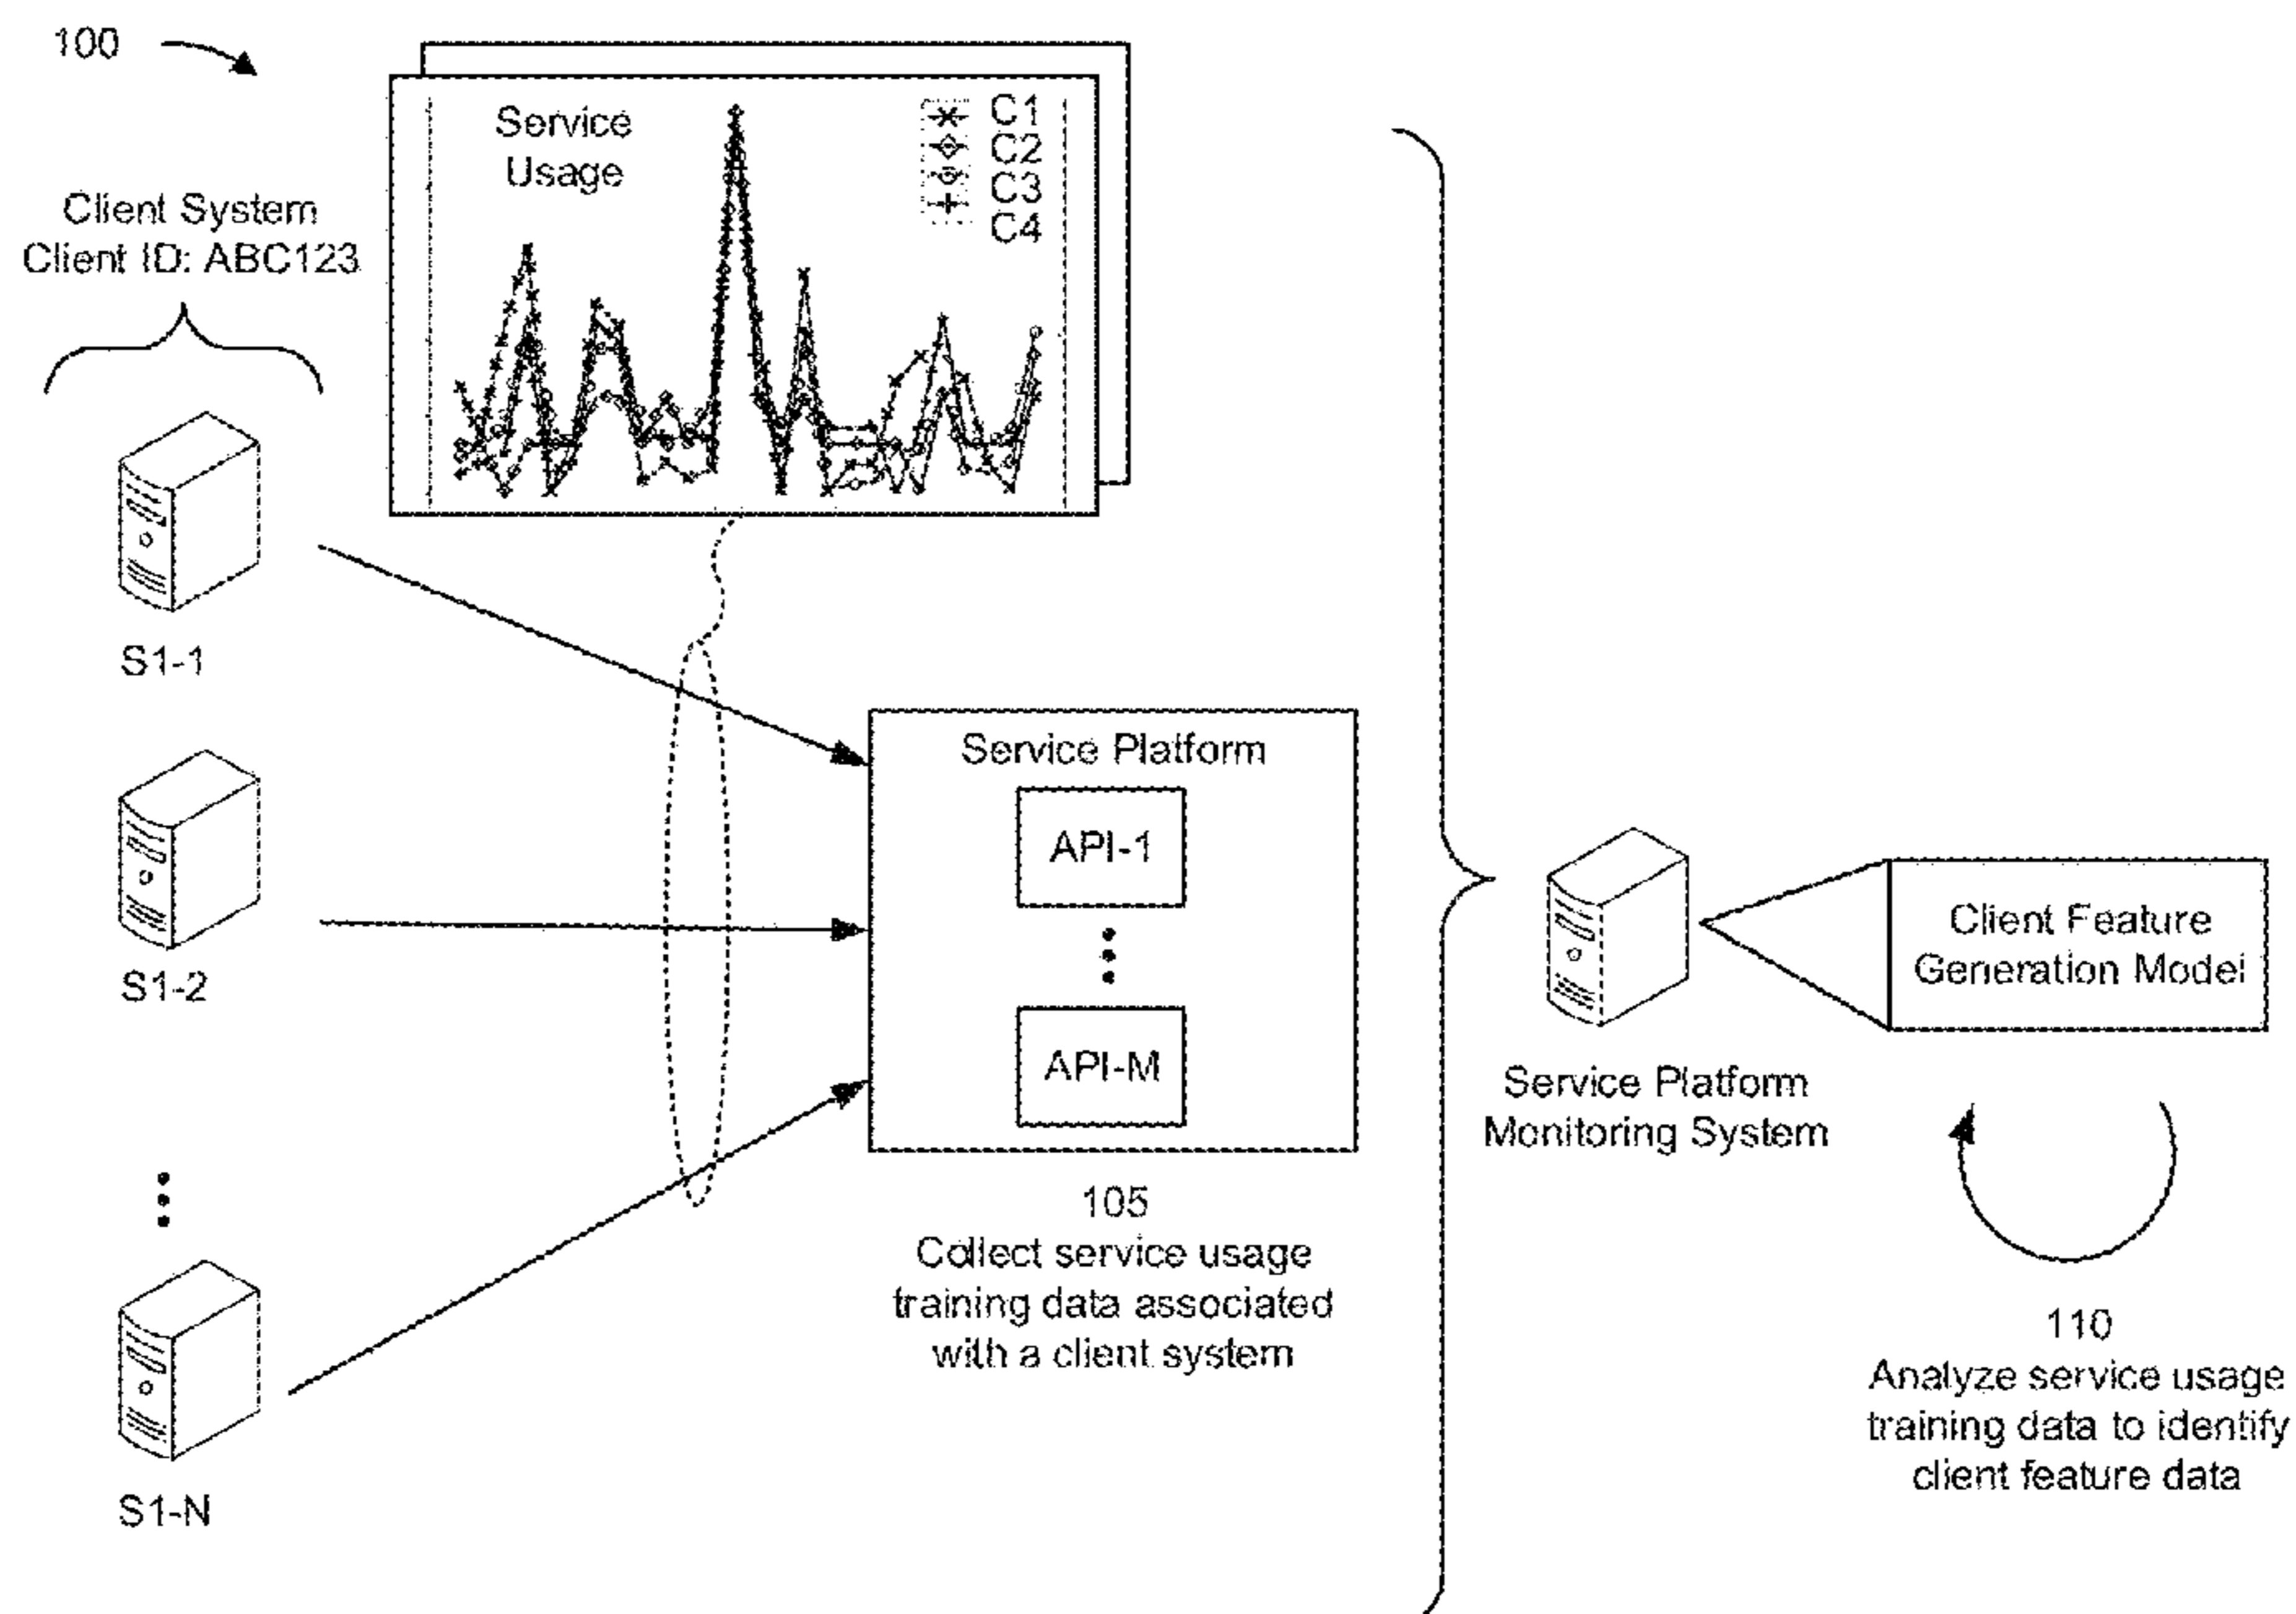 100
Service
Usage
C1
C2
C3
C4
Client System
Client ID: ABC123
S1-1
S1-2
S1-N
Service Platform
API-1
API-M
105
Collect service usage
training data associated
with a client system
Service Platform
Monitoring System
Client Feature
Generation Model
110
Analyze service usage
training data to identify
client feature data